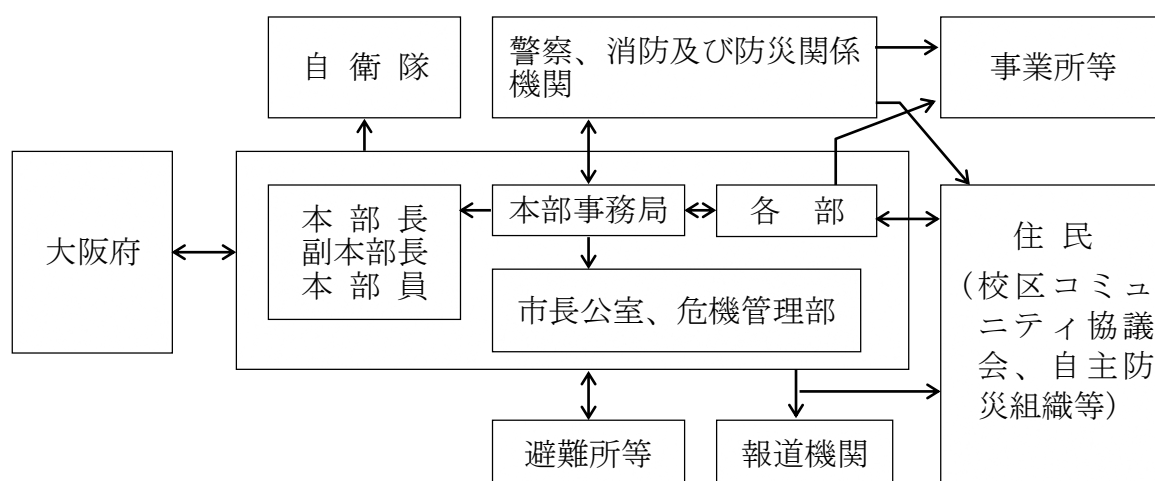 自衛隊
警察、消防及び防災関係
機関
事業所等
大阪府
本部長
副本部長
本部員
本部事務局
各部
市長公室、危機管理部
住民
（校区コミュ
ニティ協議
会、自主防
災組織等）
避難所等
報道機関